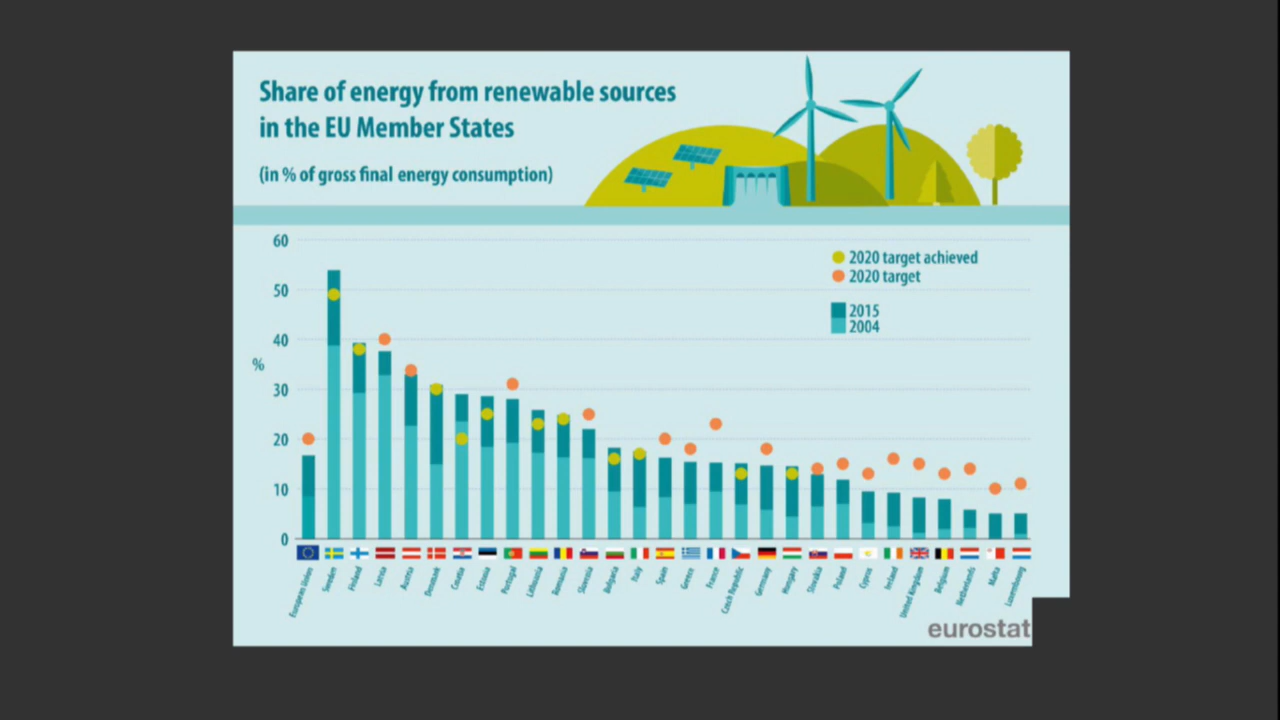 Share of energy from renewable sources
in the EU Member States
(in % of gross final energy consumption)
60
2020 target achieved
2020 target
50
2015
2004
40
%
30
20
10
0
European Union
Sweden
Finland
Latvia
Austria
Denmark
Croatia
Estonia
Portugal
Lithuania
Romania
Slovenia
Bulgaria
Italy
Spain
Greece
France
Czech Republic
Germany
Hungary
Slovakia
Poland
Cyprus
Ireland
United Kingdom
Belgium
Netherlands
Malta
Luxembourg
eurostat